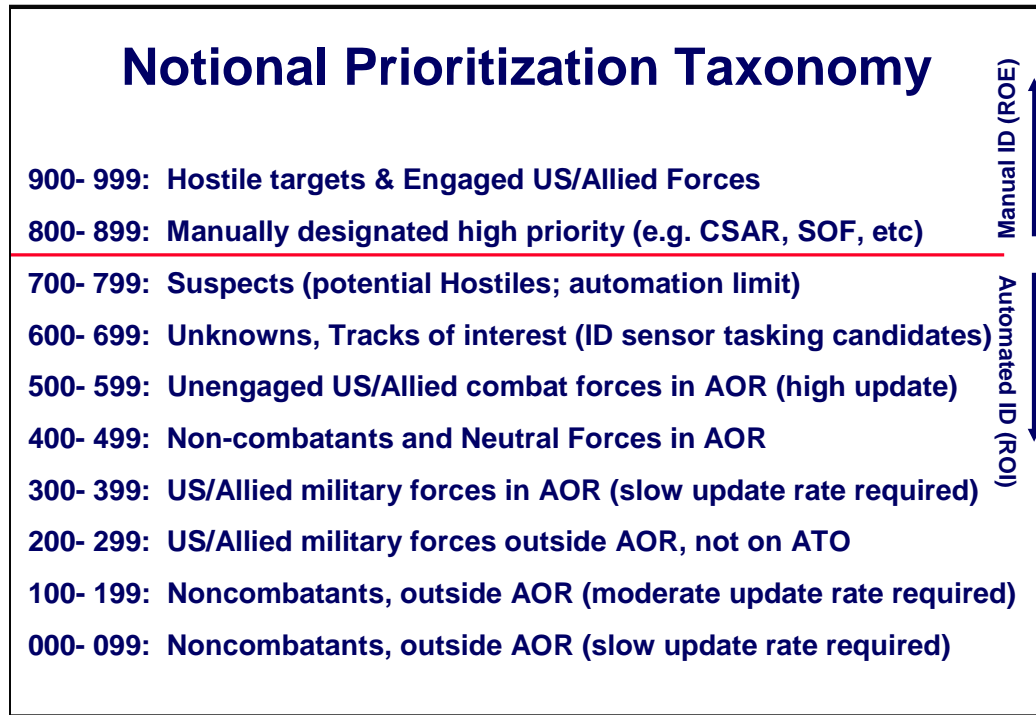 Notional Prioritization Taxonomy
900- 999: Hostile targets & Engaged US/Allied Forces
800- 899: Manually designated high priority (e.g. CSAR, SOF, etc)
700- 799: Suspects (potential Hostiles; automation limit)
600- 699: Unknowns, Tracks of interest (ID sensor tasking candidates)
500- 599: Unengaged US/Allied combat forces in AOR (high update)
400- 499: Non-combatants and Neutral Forces in AOR
300- 399: US/Allied military forces in AOR (slow update rate required)
200- 299: US/Allied military forces outside AOR, not on ATO
100- 199: Noncombatants, outside AOR (moderate update rate required)
000- 099: Noncombatants, outside AOR (slow update rate required)
Manual ID (ROE)
Automated ID (ROI)